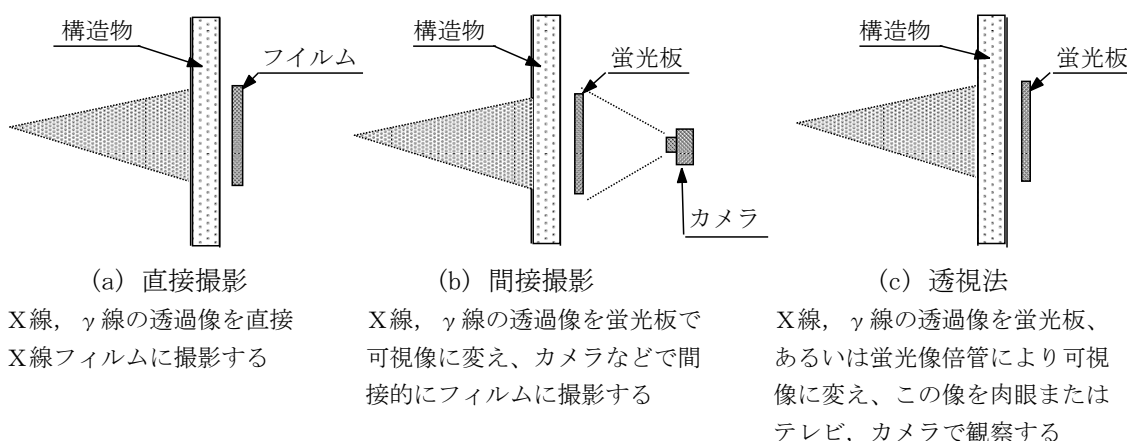 構造物
フイルム
(a) 直接撮影
X線, γ線の透過像を直接
X線フィルムに撮影する
構造物
蛍光板
カメラ
(b) 間接撮影
X線, γ線の透過像を蛍光板で
可視像に変え、カメラなどで間
接的にフィルムに撮影する
構造物
蛍光板
(c) 透視法
X線, γ線の透過像を蛍光板、
あるいは蛍光像倍管により可視
像に変え、この像を肉眼または
テレビ, カメラで観察する